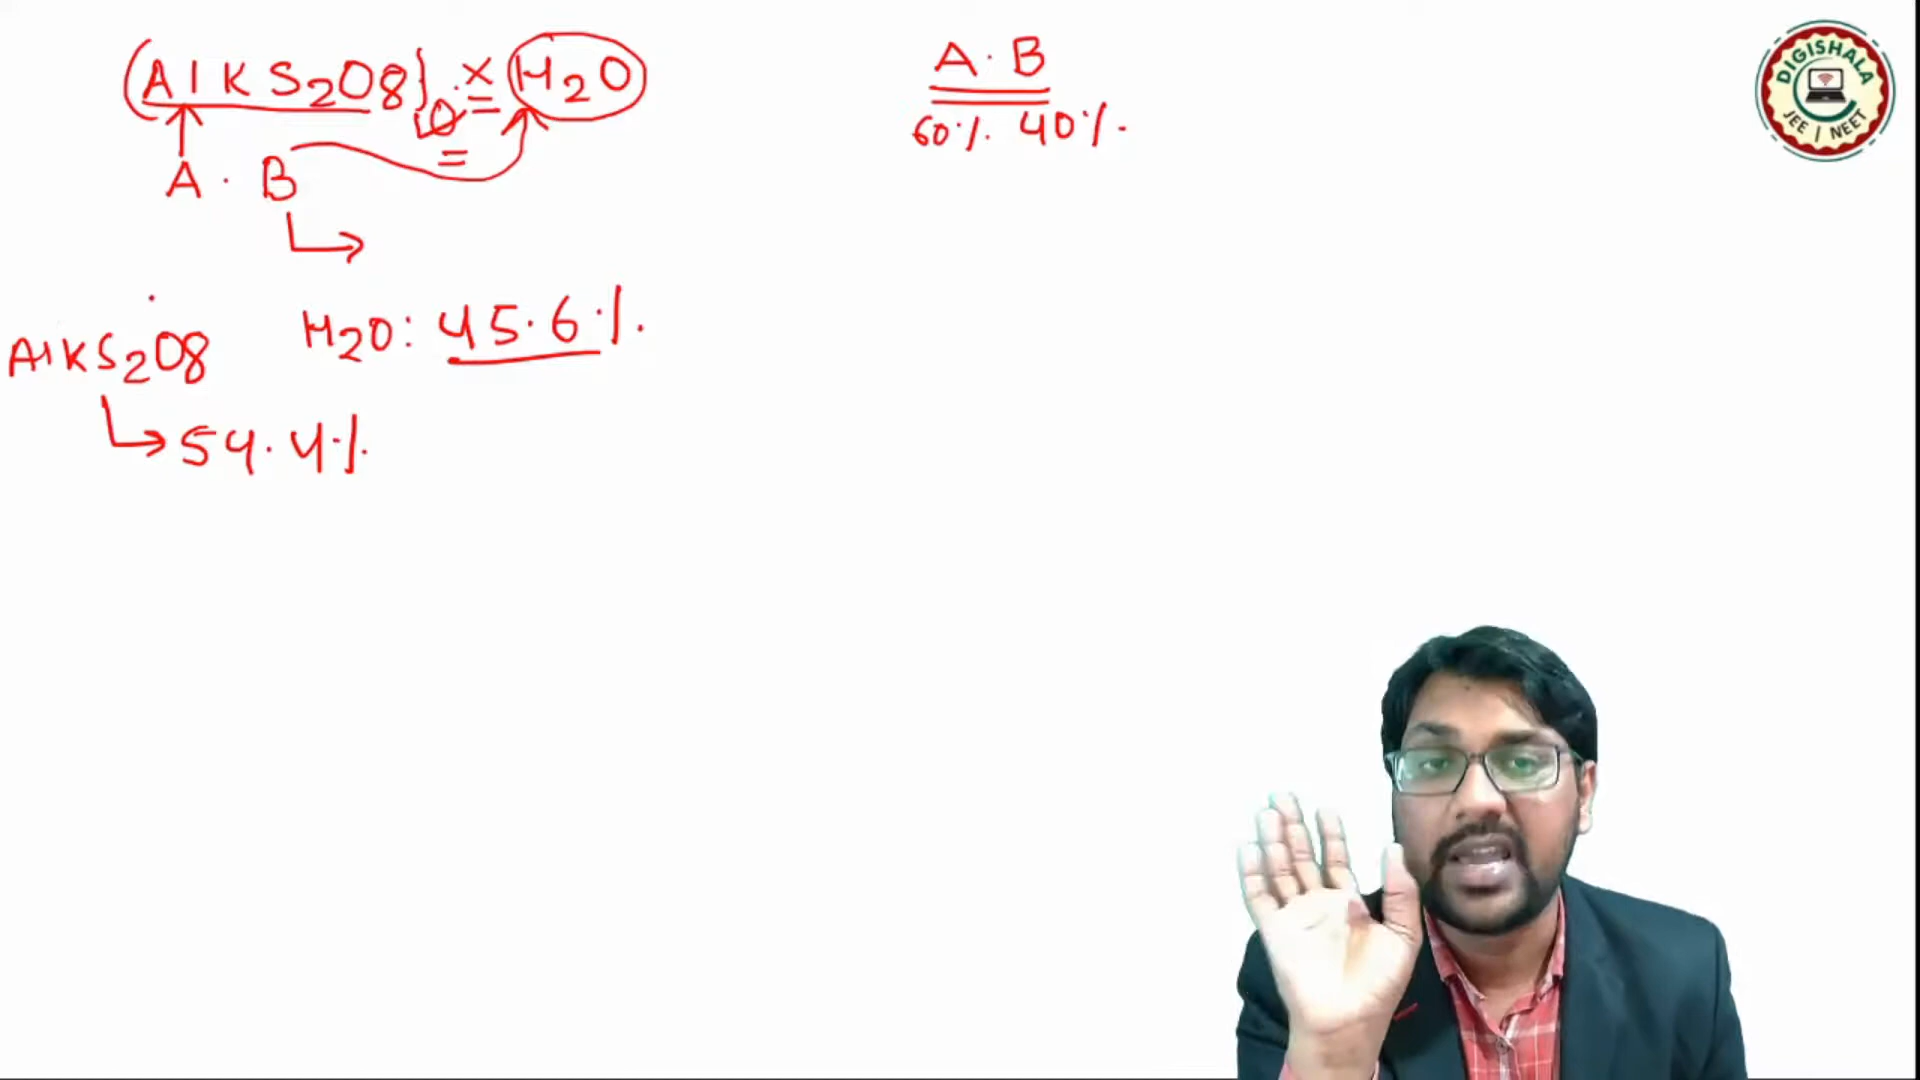 (AlKS2O8} . x H2O
A . B
A . B
60% 40%.
H2O: 45.6%.
AlKS2O8
54.4%.
DIGISHALA
JEE | NEET